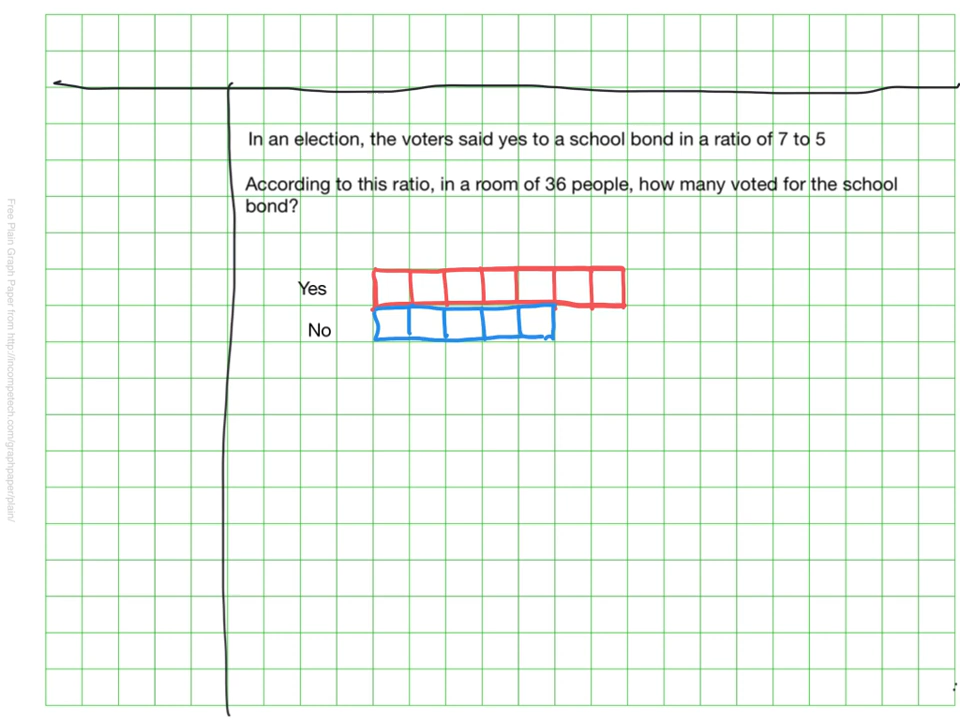 In an election, the voters said yes to a school bond in a ratio of 7 to 5
According to this ratio, in a room of 36 people, how many voted for the school
bond?
Yes
No
Free Plain Graph Paper from http://incompetech.com/graphpaper/plain/